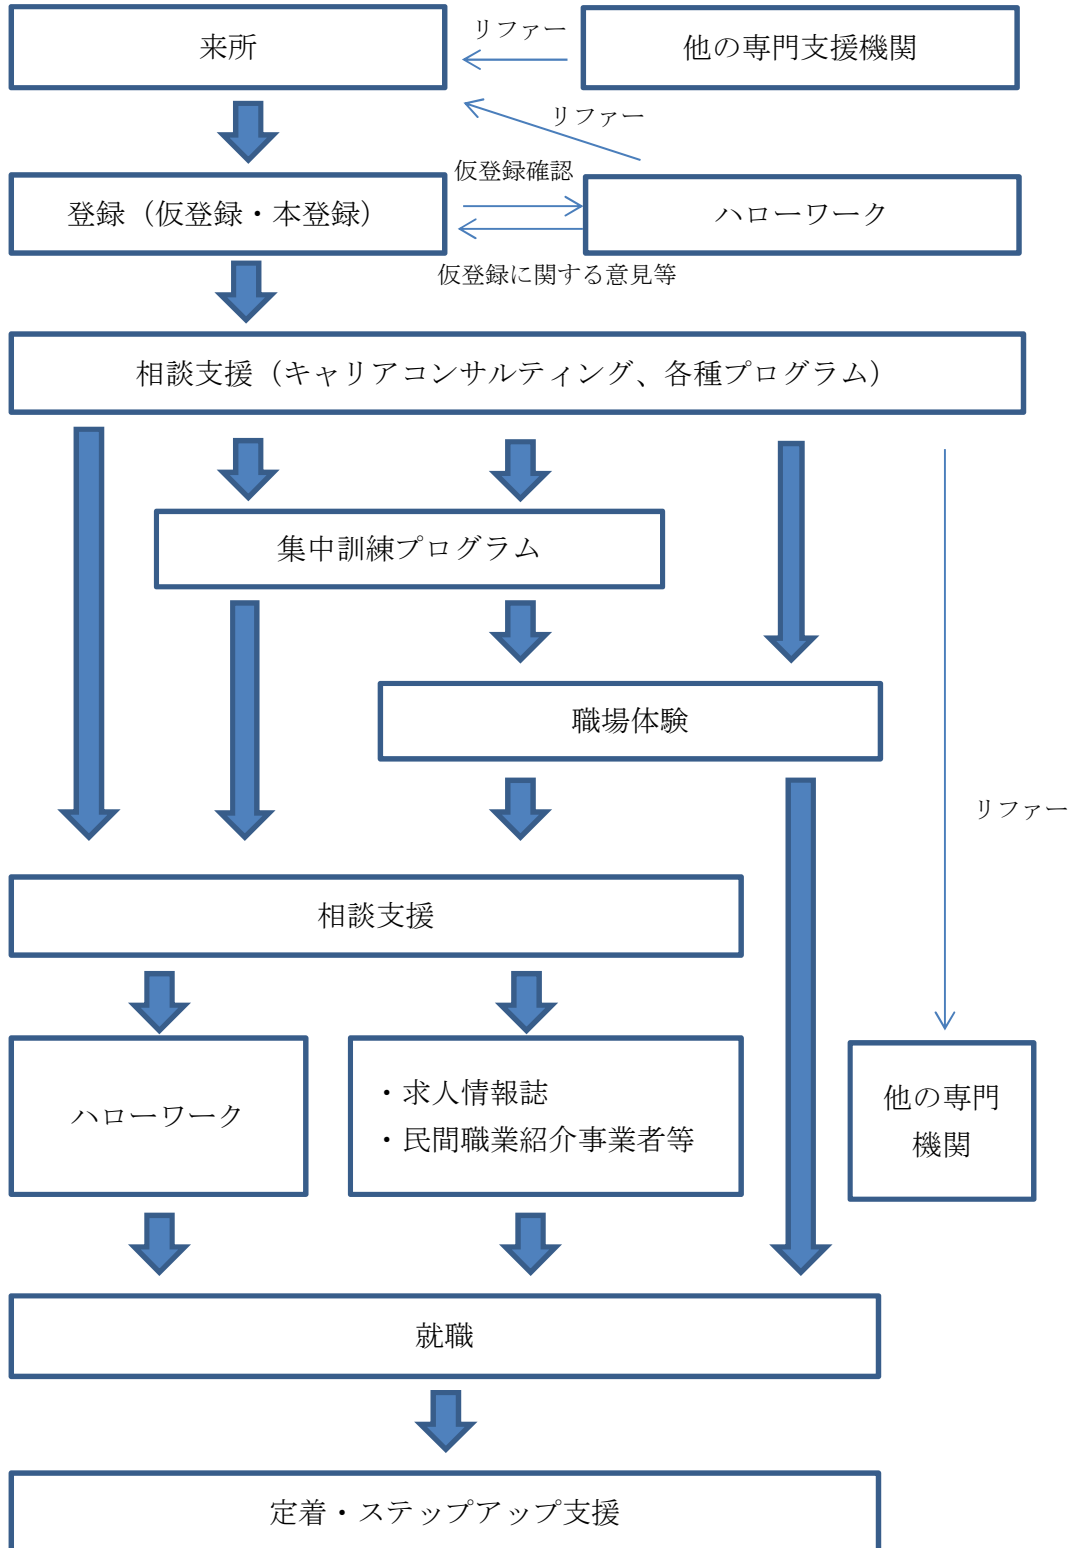 来所
リファー
他の専門支援機関
リファー
仮登録確認
登録（仮登録・本登録）
ハローワーク
仮登録に関する意見等
相談支援（キャリアコンサルティング、各種プログラム）
集中訓練プログラム
職場体験
リファー
相談支援
ハローワーク
・求人情報誌
・民間職業紹介事業者等
他の専門
機関
就職
定着・ステップアップ支援